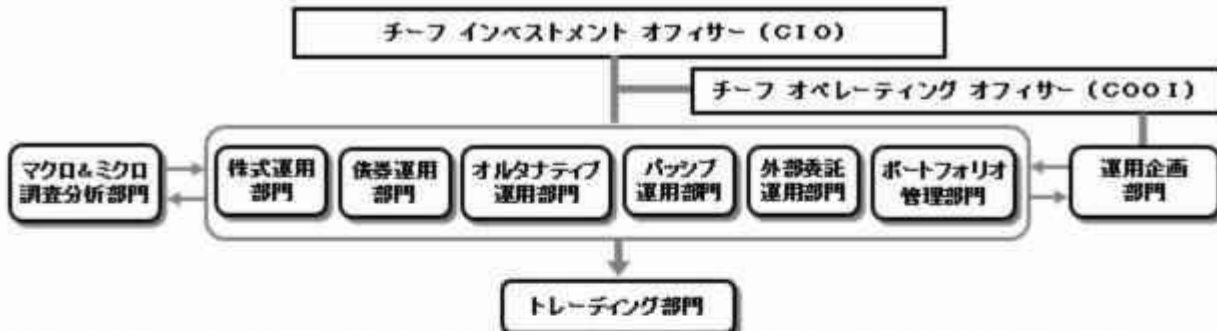 チーフ インベストメント オフィサー (CIO)
チーフ オペレーティング オフィサー (COOI)
マクロ&ミクロ
調査分析部門
株式運用
部門
債券運用
部門
オルタナティブ
運用部門
パッシブ
運用部門
外部委託
運用部門
ポートフォリオ
管理部門
運用企画
部門
トレーディング部門